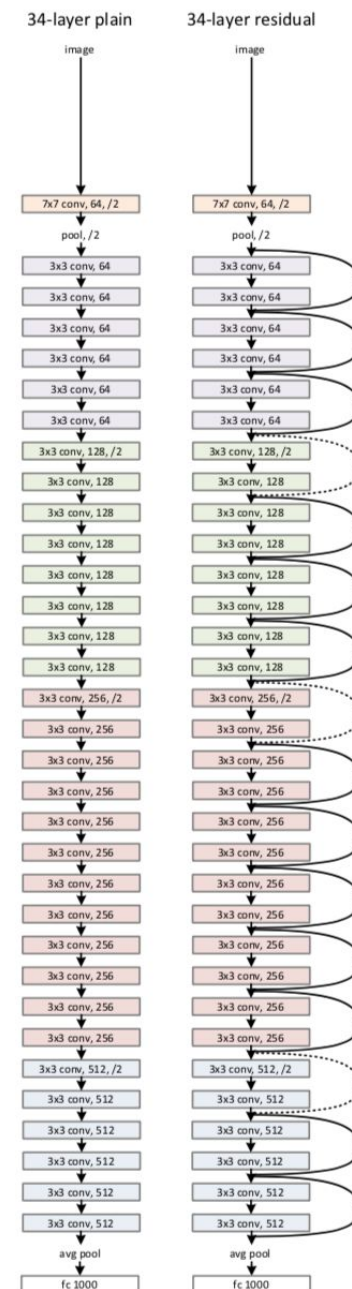 34-layer plain
image
7x7 conv, 64, /2
pool, /2
3x3 conv, 64
3x3 conv, 64
3x3 conv, 64
3x3 conv, 64
3x3 conv, 64
3x3 conv, 64
3x3 conv, 128, /2
3x3 conv, 128
3x3 conv, 128
3x3 conv, 128
3x3 conv, 128
3x3 conv, 128
3x3 conv, 128
3x3 conv, 128
3x3 conv, 256, /2
3x3 conv, 256
3x3 conv, 256
3x3 conv, 256
3x3 conv, 256
3x3 conv, 256
3x3 conv, 256
3x3 conv, 256
3x3 conv, 256
3x3 conv, 256
3x3 conv, 256
3x3 conv, 256
3x3 conv, 512, /2
3x3 conv, 512
3x3 conv, 512
3x3 conv, 512
3x3 conv, 512
3x3 conv, 512
avg pool
fc 1000
34-layer residual
image
7x7 conv, 64, /2
pool, /2
3x3 conv, 64
3x3 conv, 64
3x3 conv, 64
3x3 conv, 64
3x3 conv, 64
3x3 conv, 64
3x3 conv, 128, /2
3x3 conv, 128
3x3 conv, 128
3x3 conv, 128
3x3 conv, 128
3x3 conv, 128
3x3 conv, 128
3x3 conv, 128
3x3 conv, 256, /2
3x3 conv, 256
3x3 conv, 256
3x3 conv, 256
3x3 conv, 256
3x3 conv, 256
3x3 conv, 256
3x3 conv, 256
3x3 conv, 256
3x3 conv, 256
3x3 conv, 256
3x3 conv, 256
3x3 conv, 512, /2
3x3 conv, 512
3x3 conv, 512
3x3 conv, 512
3x3 conv, 512
3x3 conv, 512
avg pool
fc 1000